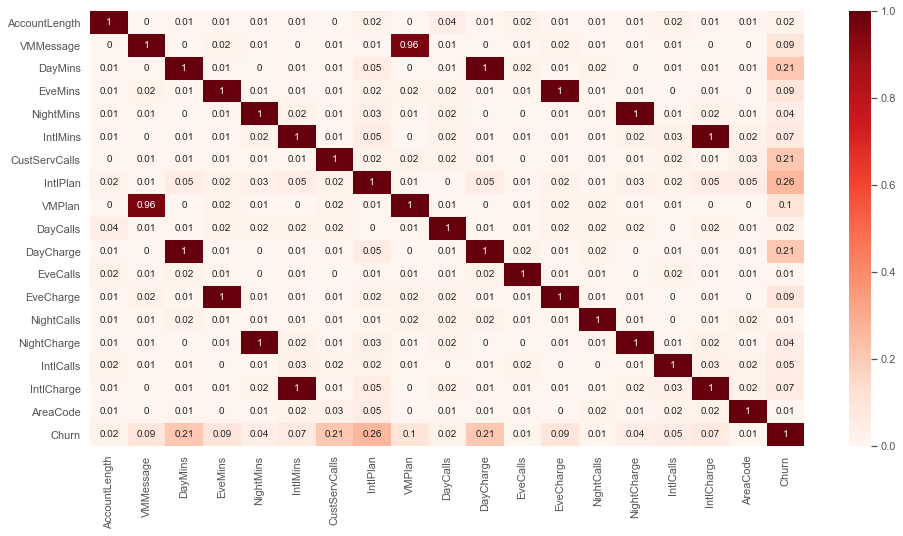 AccountLength 1 0 0.01 0.01 0.01 0.01 0 0.02 0 0.04 0.01 0.02 0.01 0.01 0.01 0.02 0.01 0.01 0.02
VMMessage 0 1 0 0.02 0.01 0 0.01 0.01 0.96 0.01 0 0.01 0.02 0.01 0.01 0.01 0 0 0.09
DayMins 0.01 0 1 0.01 0 0.01 0.01 0.05 0 0.01 1 0.02 0.01 0.02 0 0.01 0.01 0.01 0.21
EveMins 0.01 0.02 0.01 1 0.01 0.01 0.01 0.02 0.02 0.02 0.01 0.01 1 0.01 0.01 0 0.01 0 0.09
NightMins 0.01 0.01 0 0.01 1 0.02 0.01 0.03 0.01 0.02 0 0 0.01 0.01 1 0.01 0.02 0.01 0.04
IntlMins 0.01 0 0.01 0.01 0.02 1 0.01 0.05 0 0.02 0.01 0.01 0.01 0.01 0.02 0.03 1 0.02 0.07
CustServCalls 0 0.01 0.01 0.01 0.01 0.01 1 0.02 0.02 0.02 0.01 0 0.01 0.01 0.01 0.02 0.01 0.03 0.21
IntlPlan 0.02 0.01 0.05 0.02 0.03 0.05 0.02 1 0.01 0 0.05 0.01 0.02 0.01 0.03 0.02 0.05 0.05 0.26
VMPlan 0 0.96 0 0.02 0.01 0 0.02 0.01 1 0.01 0 0.01 0.02 0.02 0.01 0.01 0 0 0.1
DayCalls 0.04 0.01 0.01 0.02 0.02 0.02 0.02 0 0.01 1 0.01 0.01 0.02 0.02 0.02 0 0.02 0.01 0.02
DayCharge 0.01 0 1 0.01 0 0.01 0.01 0.05 0 0.01 1 0.02 0.01 0.02 0 0.01 0.01 0.01 0.21
EveCalls 0.02 0.01 0.02 0.01 0 0.01 0 0.01 0.01 0.01 0.02 1 0.01 0.01 0 0.02 0.01 0.01 0.01
EveCharge 0.01 0.02 0.01 1 0.01 0.01 0.01 0.02 0.02 0.02 0.01 0.01 1 0.01 0.01 0 0.01 0 0.09
NightCalls 0.01 0.01 0.02 0.01 0.01 0.01 0.01 0.01 0.02 0.02 0.02 0.01 0.01 1 0.01 0 0.01 0.02 0.01
NightCharge 0.01 0.01 0 0.01 1 0.02 0.01 0.03 0.01 0.02 0 0 0.01 0.01 1 0.01 0.02 0.01 0.04
IntlCalls 0.02 0.01 0.01 0 0.01 0.03 0.02 0.02 0.01 0 0.01 0.02 0 0 0.01 1 0.03 0.02 0.05
IntlCharge 0.01 0 0.01 0.01 0.02 1 0.01 0.05 0 0.02 0.01 0.01 0.01 0.01 0.02 0.03 1 0.02 0.07
AreaCode 0.01 0 0.01 0 0.01 0.02 0.03 0.05 0 0.01 0.01 0.01 0 0.02 0.01 0.02 0.02 1 0.01
Churn 0.02 0.09 0.21 0.09 0.04 0.07 0.21 0.26 0.1 0.02 0.21 0.01 0.09 0.01 0.04 0.05 0.07 0.01 1
AccountLength
VMMessage
DayMins
EveMins
NightMins
IntlMins
CustServCalls
IntlPlan
VMPlan
DayCalls
DayCharge
EveCalls
EveCharge
NightCalls
NightCharge
IntlCalls
IntlCharge
AreaCode
Churn
1.0
0.8
0.6
0.4
0.2
0.0